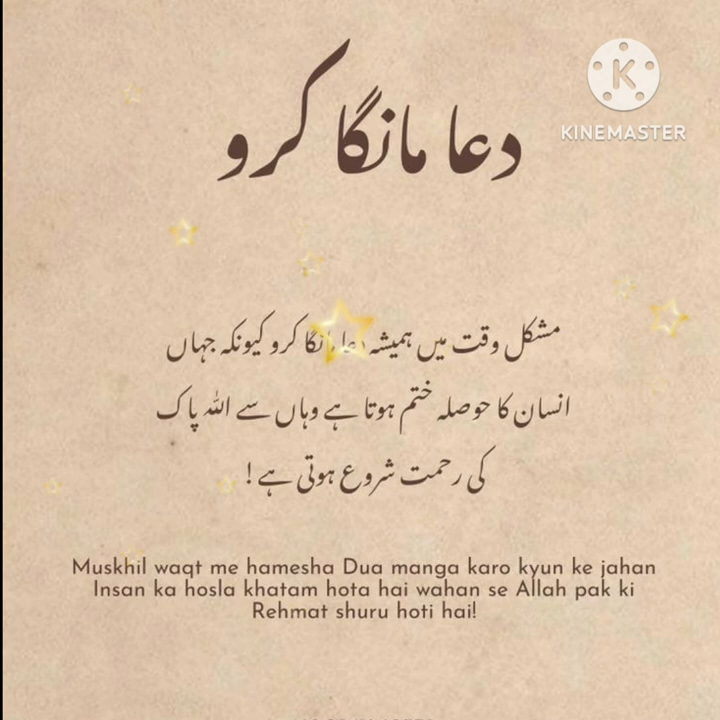 دعا مانگا کرو
KINEMASTER
مشکل وقت میں ہمیشہ دعا مانگا کرو کیونکہ جہاں
انسان کا حوصلہ ختم ہوتا ہے وہاں سے اللہ پاک
کی رحمت شروع ہوتی ہے !
Muskhil waqt me hamesha Dua manga karo kyun ke jahan
Insan ka hosla khatam hota hai wahan se Allah pak ki
Rehmat shuru hoti hai!